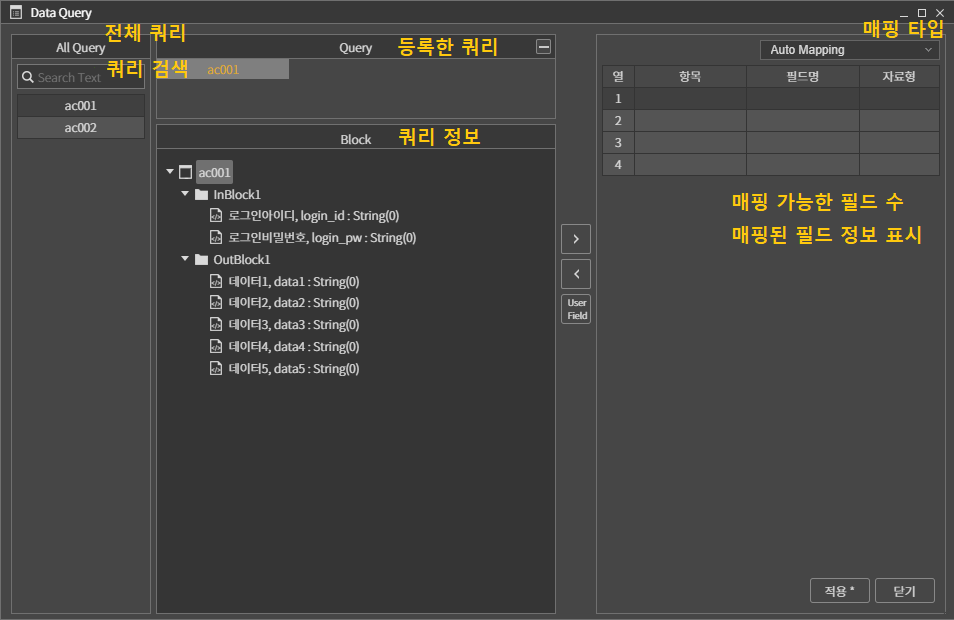 Data Query
All Query
전체 쿼리
쿼리 검색
Search Text
ac001
ac002
Query
등록한 쿼리
ac001
Block
쿼리 정보
ac001
InBlock1
로그인아이디, login_id : String(0)
로그인비밀번호, login_pw : String(0)
OutBlock1
데이터1, data1 : String(0)
데이터2, data2 : String(0)
데이터3, data3 : String(0)
데이터4, data4 : String(0)
데이터5, data5 : String(0)
>
<
User
Field
매핑 타입
Auto Mapping
열 항목 필드명 자료형
1
2
3
4
매핑 가능한 필드 수
매핑된 필드 정보 표시
적용 *
닫기